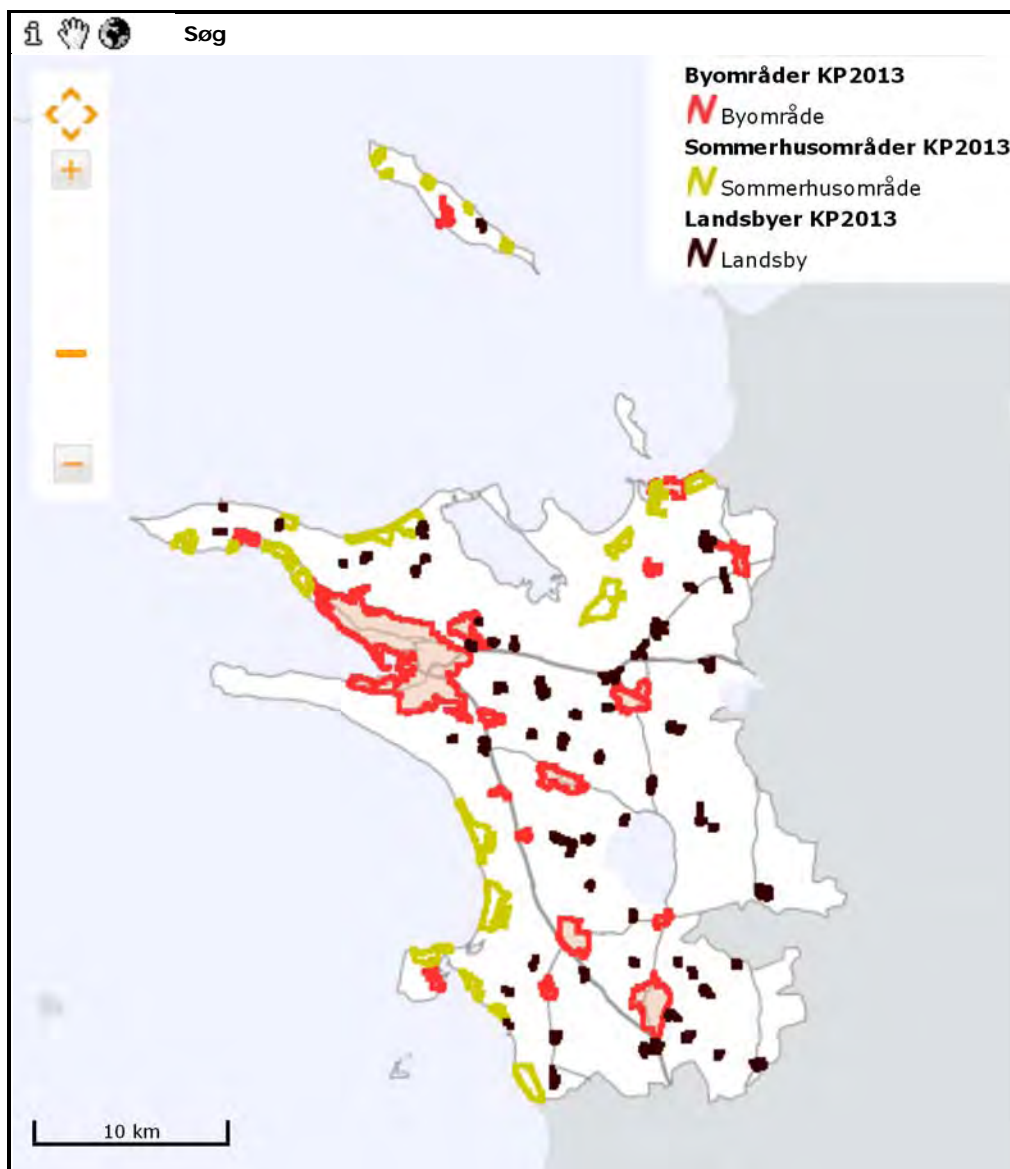 Søg
Byområder KP2013
Byområde
Sommerhusområder KP2013
Sommerhusområde
Landsbyer KP2013
Landsby
10 km